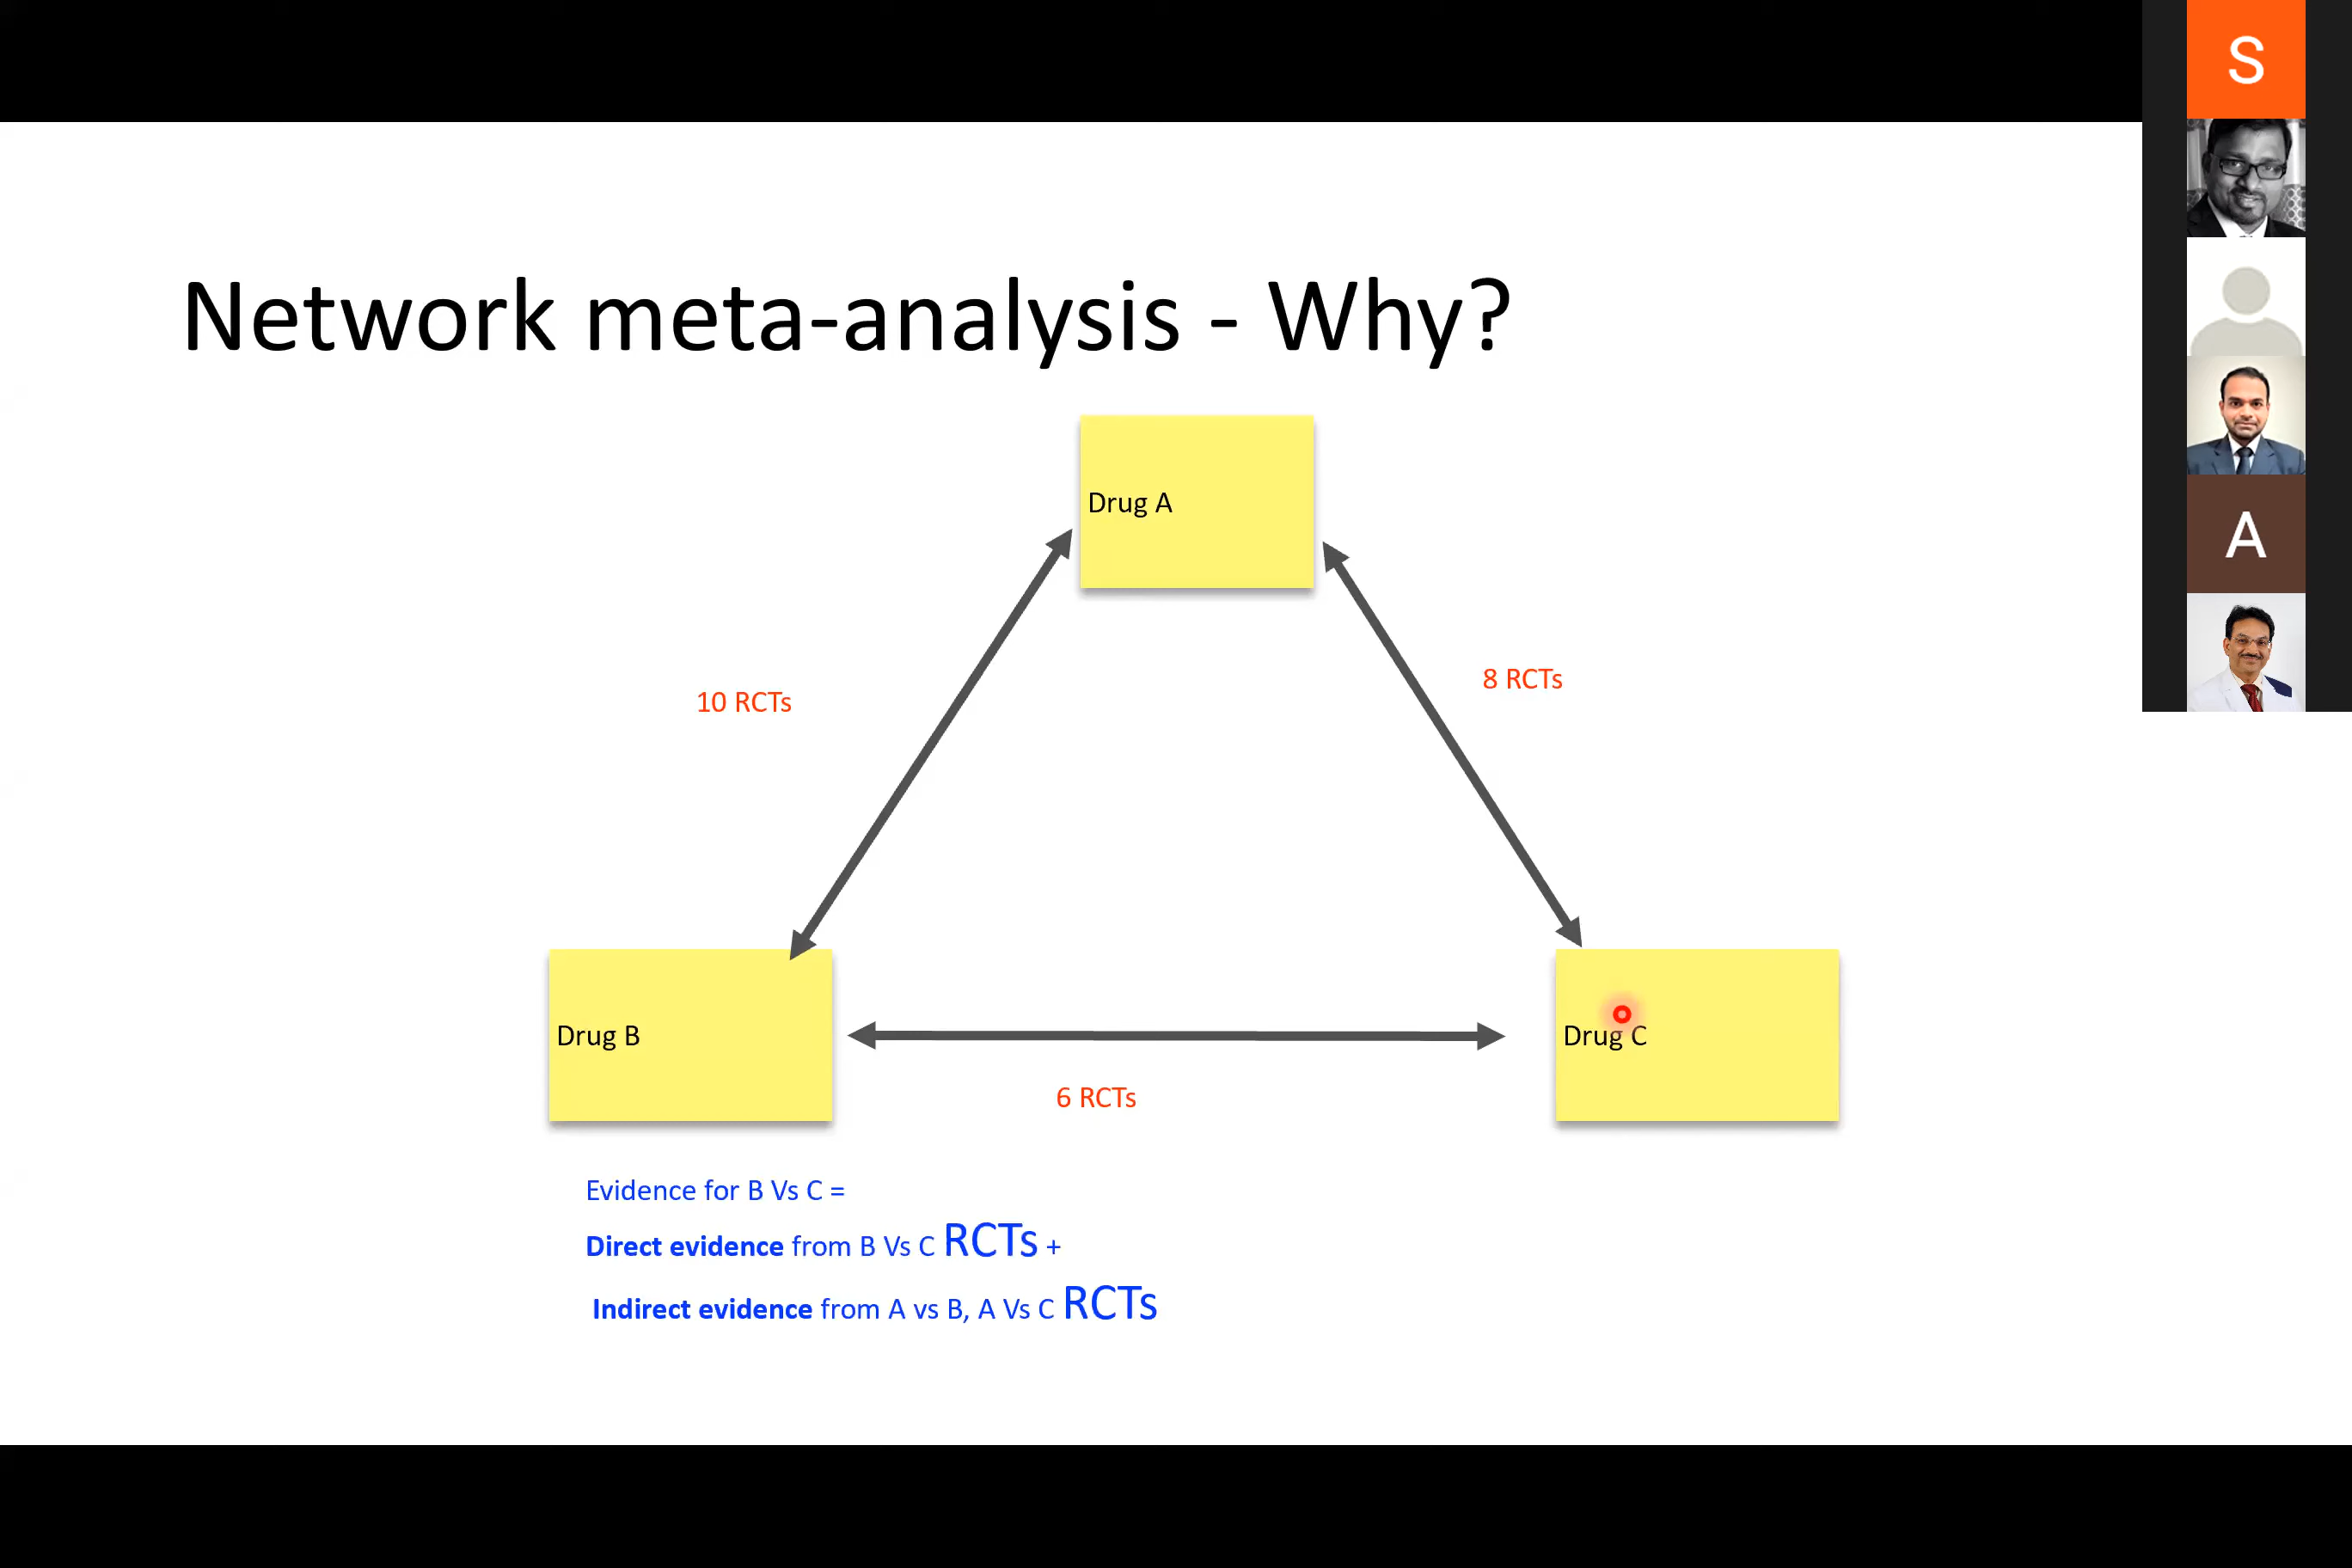 S
Network meta-analysis - Why?
Drug A
10 RCTs
8 RCTs
A
Drug B
Drug C
6 RCTs
Evidence for B Vs C =
Direct evidence from B Vs C RCTs +
Indirect evidence from A vs B, A Vs C RCTs